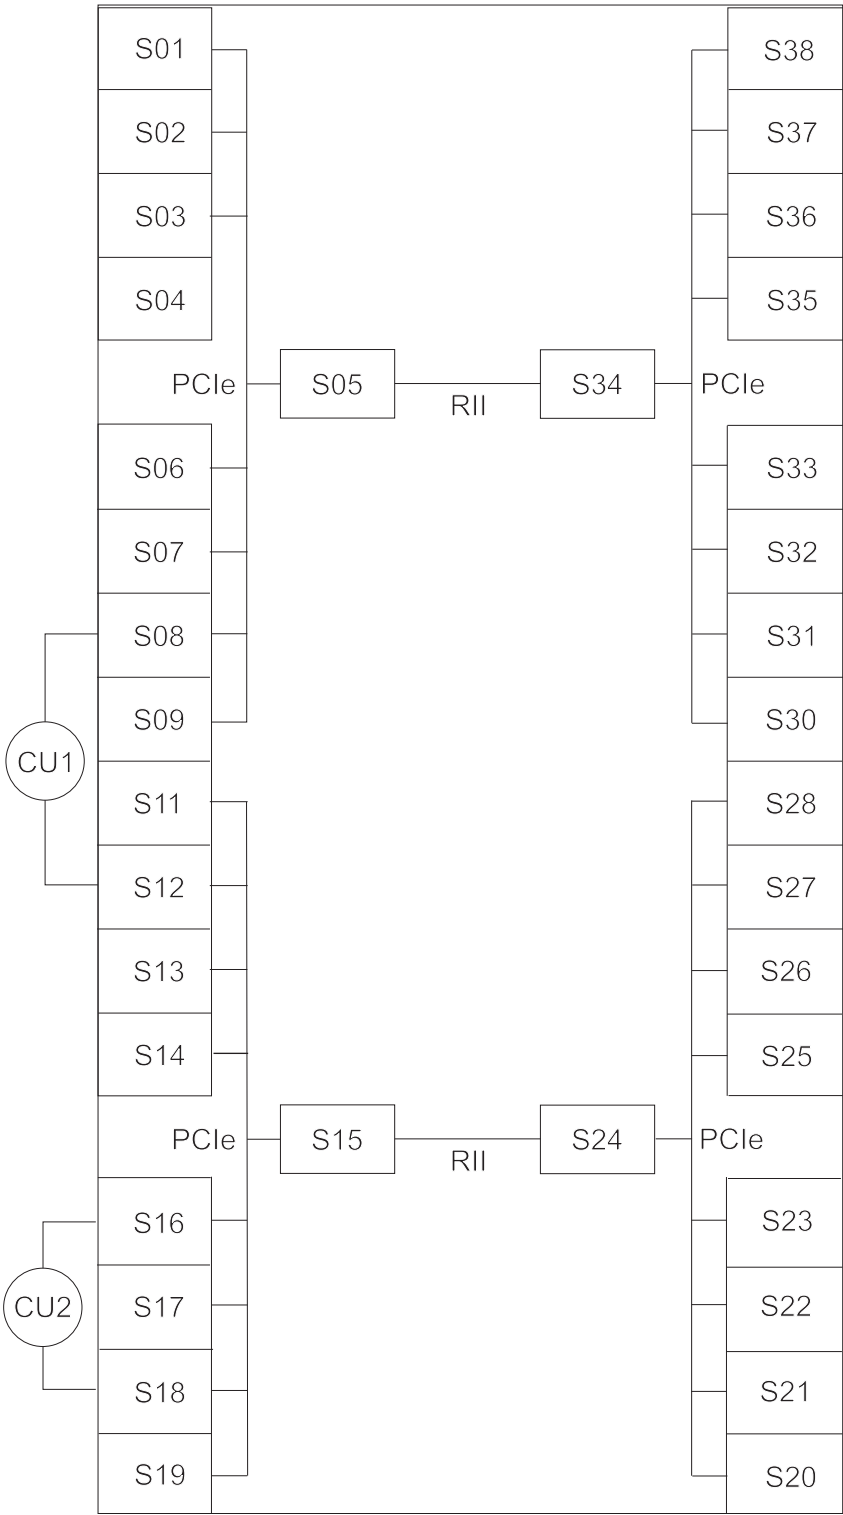 S01
S38
S02
S37
S03
S36
S04
S35
PCIe
S05
RII
S34
PCIe
S06
S33
S07
S32
S08
S31
S09
S30
CU1
S11
S28
S12
S27
S13
S26
S14
S25
PCIe
S15
RII
S24
PCIe
S16
S23
CU2
S17
S22
S18
S21
S19
S20